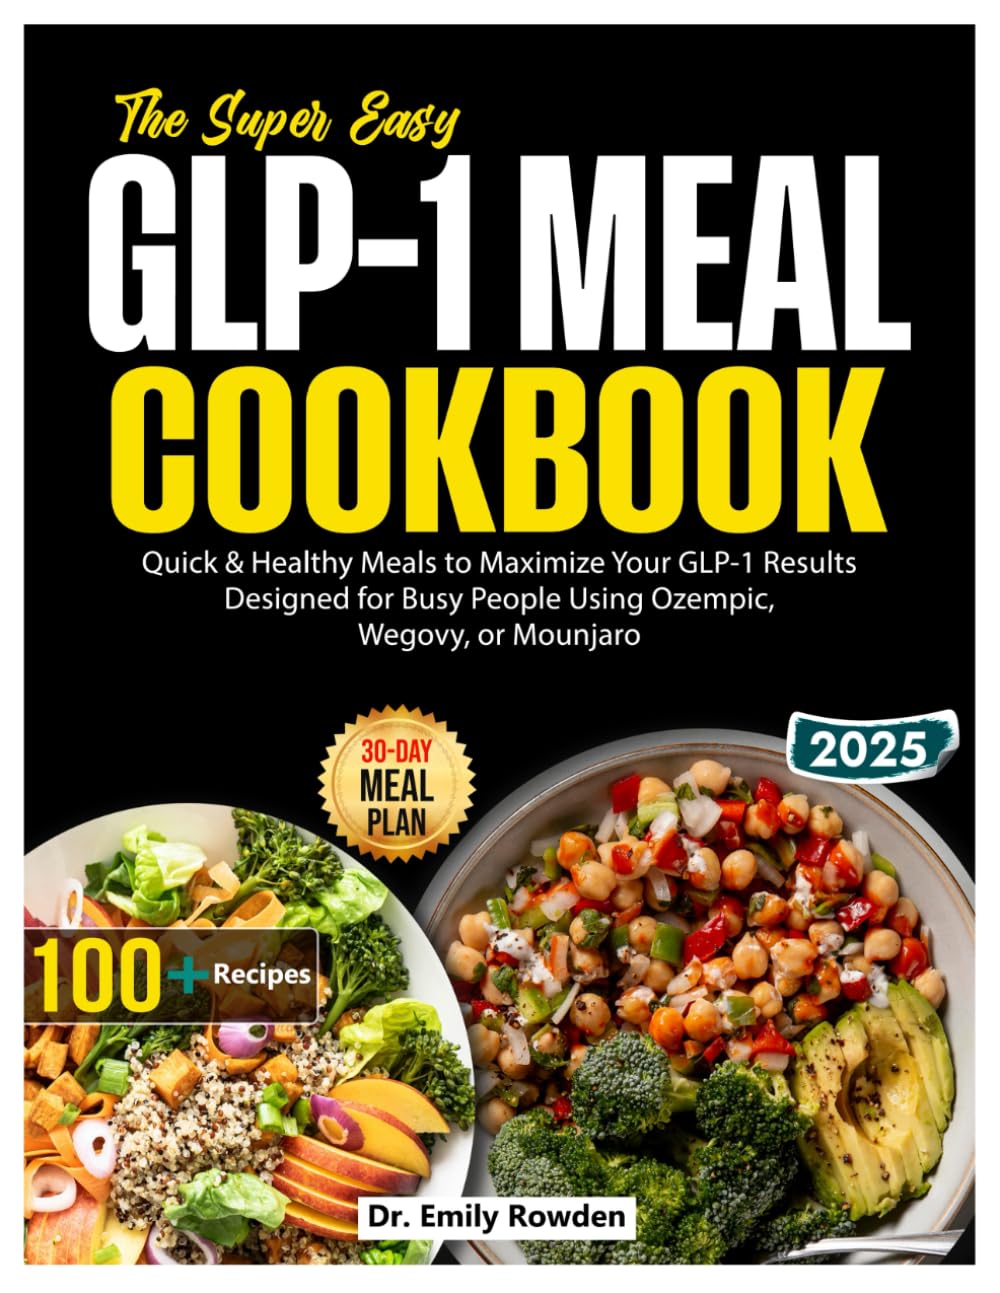 The Super Easy
GLP-1 MEAL
COOKBOOK
Quick & Healthy Meals to Maximize Your GLP-1 Results
Designed for Busy People Using Ozempic,
Wegovy, or Mounjaro
30-DAY
MEAL
PLAN
2025
100+ Recipes
Dr. Emily Rowden